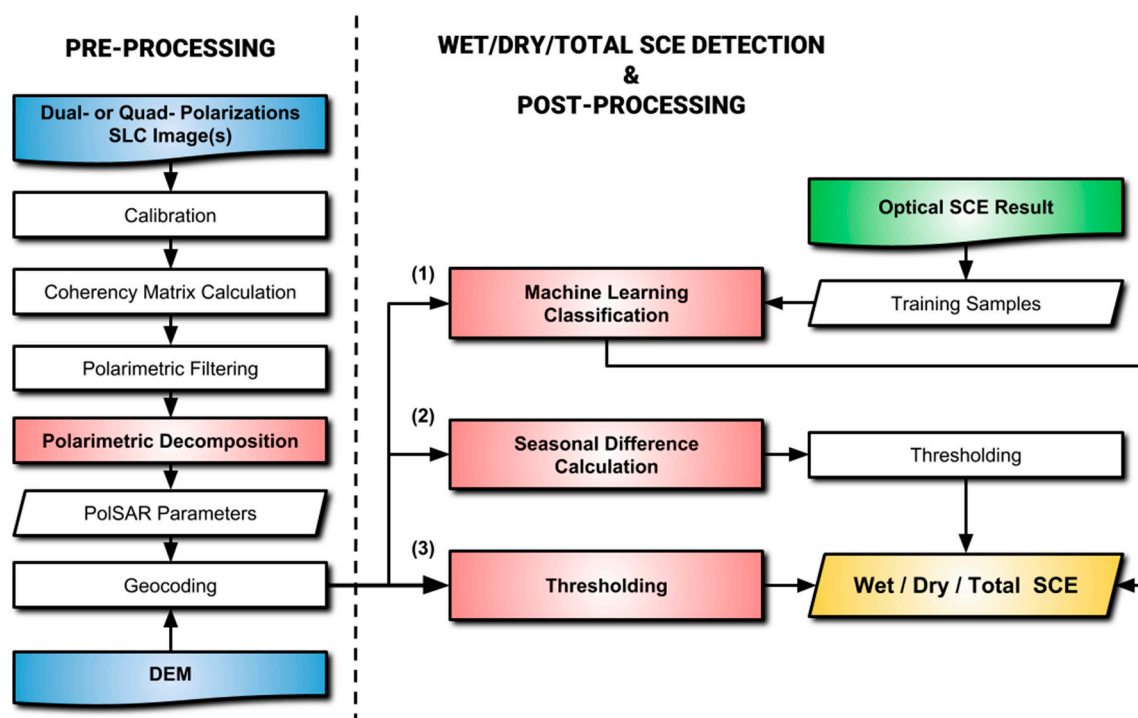 PRE-PROCESSING
Dual- or Quad- Polarizations
SLC Image(s)
Calibration
Coherency Matrix Calculation
Polarimetric Filtering
Polarimetric Decomposition
PolSAR Parameters
Geocoding
DEM
WET/DRY/TOTAL SCE DETECTION
&
POST-PROCESSING
Optical SCE Result
(1)
Machine Learning
Classification
Training Samples
(2)
Seasonal Difference
Calculation
Thresholding
(3)
Thresholding
Wet / Dry / Total SCE